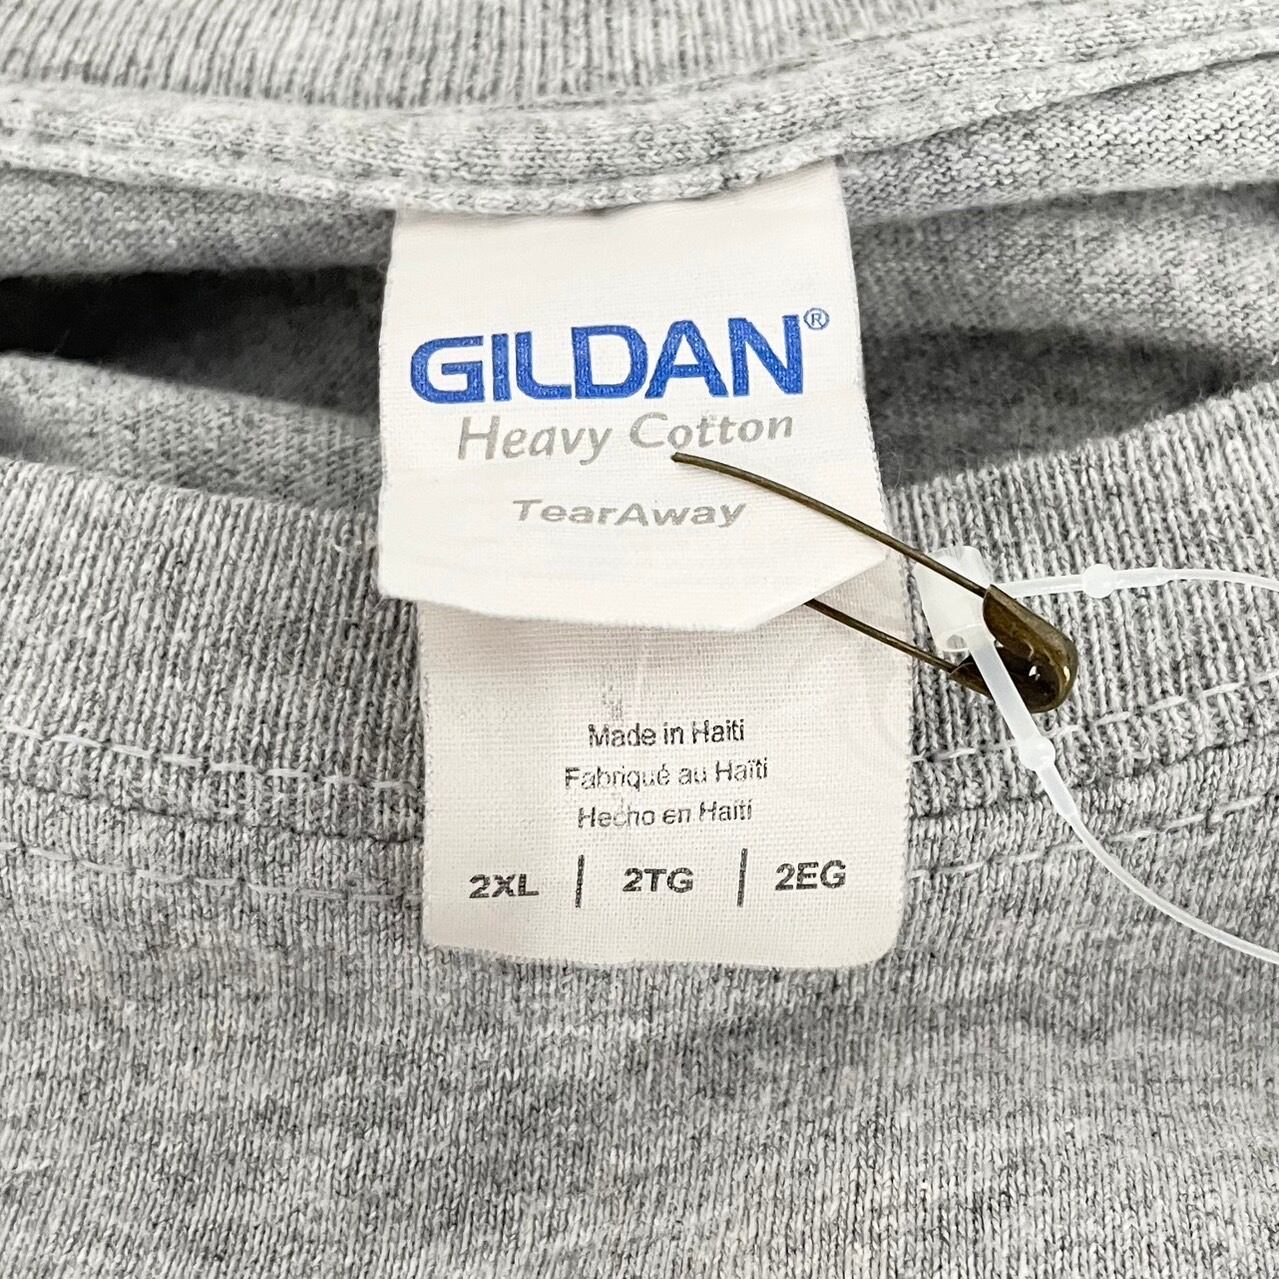 GILDAN®
Heavy Cotton
TearAway
Made in Haiti
Fabriqué au Haïti
Hecho en Haití
2XL | 2TG | 2EG